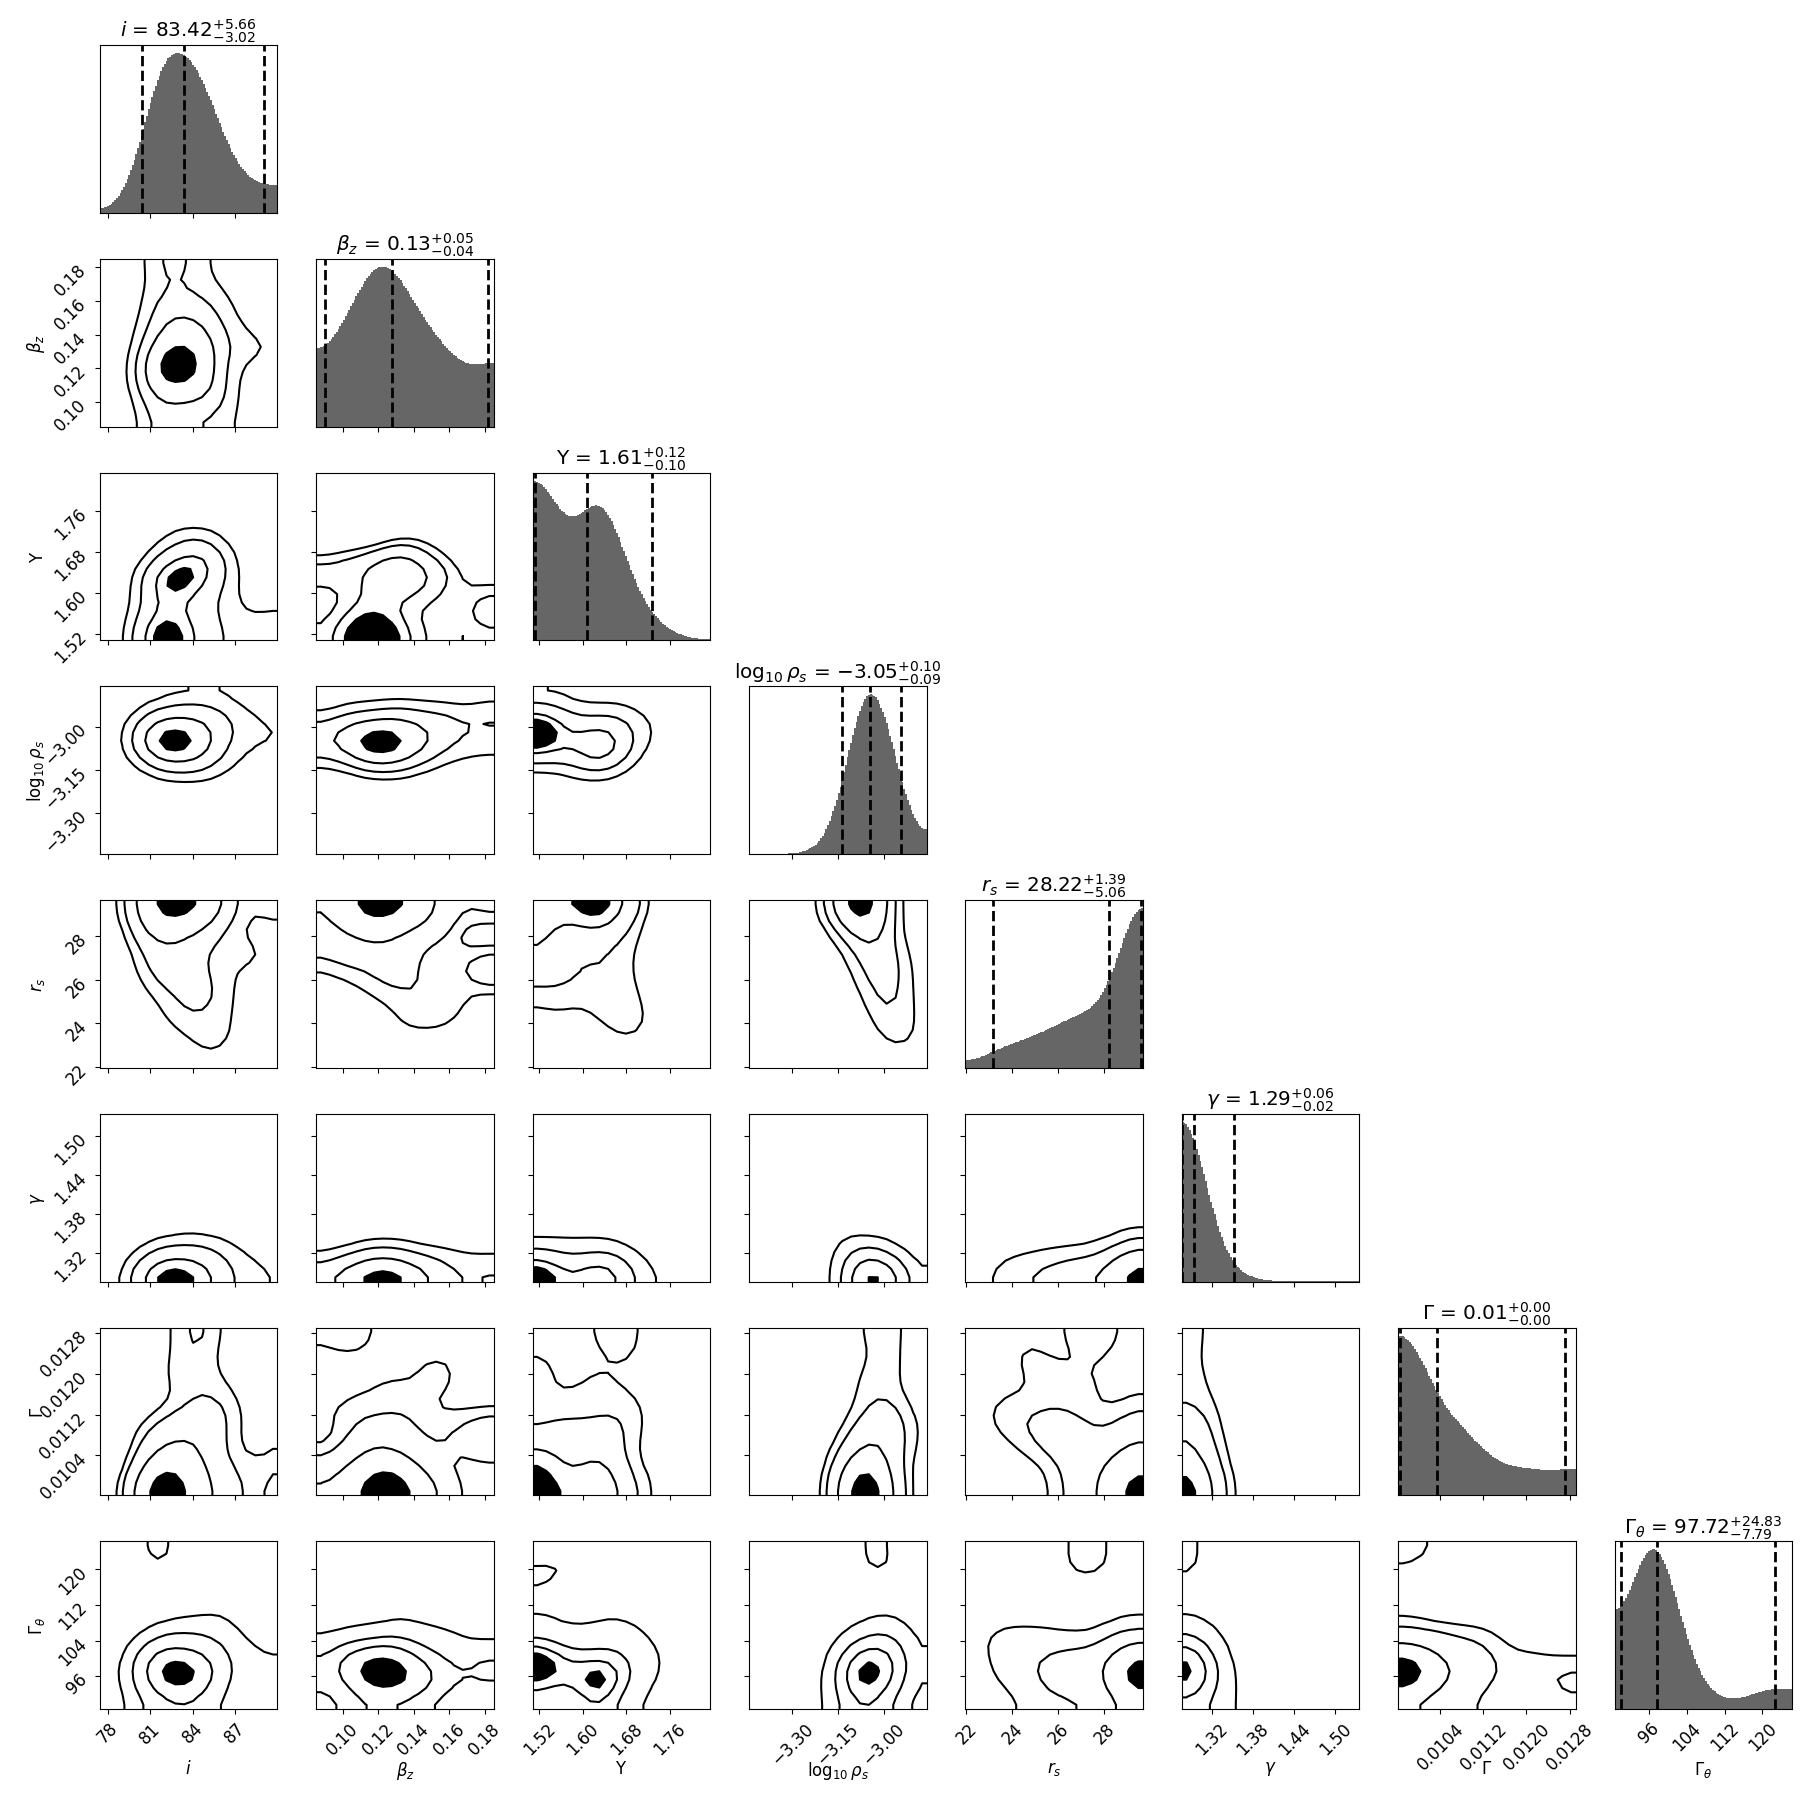 i = 83.42 +5.66 −3.02
β_z = 0.13 +0.05 −0.04
0.18
0.16
0.14
0.12
0.10
β_z
Υ = 1.61 +0.12 −0.10
1.76
1.68
1.60
1.52
Υ
log₁₀ ρ_s = −3.05 +0.10 −0.09
−3.00
−3.15
−3.30
log₁₀ ρ_s
r_s = 28.22 +1.39 −5.06
28
26
24
22
r_s
γ = 1.29 +0.06 −0.02
1.50
1.44
1.38
1.32
γ
Γ = 0.01 +0.00 −0.00
0.0128
0.0120
0.0112
0.0104
Γ
Γ_θ = 97.72 +24.83 −7.79
120
112
104
96
Γ_θ
78 81 84 87 0.10 0.12 0.14 0.16 0.18 1.52 1.60 1.68 1.76 −3.30 −3.15 −3.00 22 24 26 28 1.32 1.38 1.44 1.50 0.0104 0.0112 0.0120 0.0128 96 104 112 120
i β_z Υ log₁₀ ρ_s r_s γ Γ Γ_θ